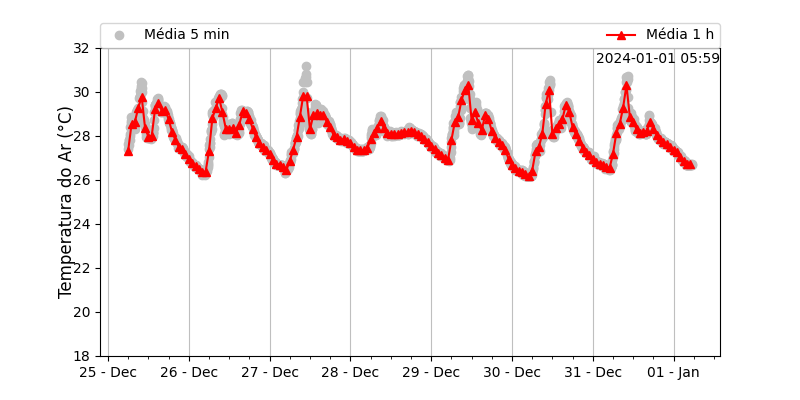 Média 5 min
Média 1 h
2024-01-01 05:59
Temperatura do Ar (°C)
32
30
28
26
24
22
20
18
25 - Dec
26 - Dec
27 - Dec
28 - Dec
29 - Dec
30 - Dec
31 - Dec
01 - Jan